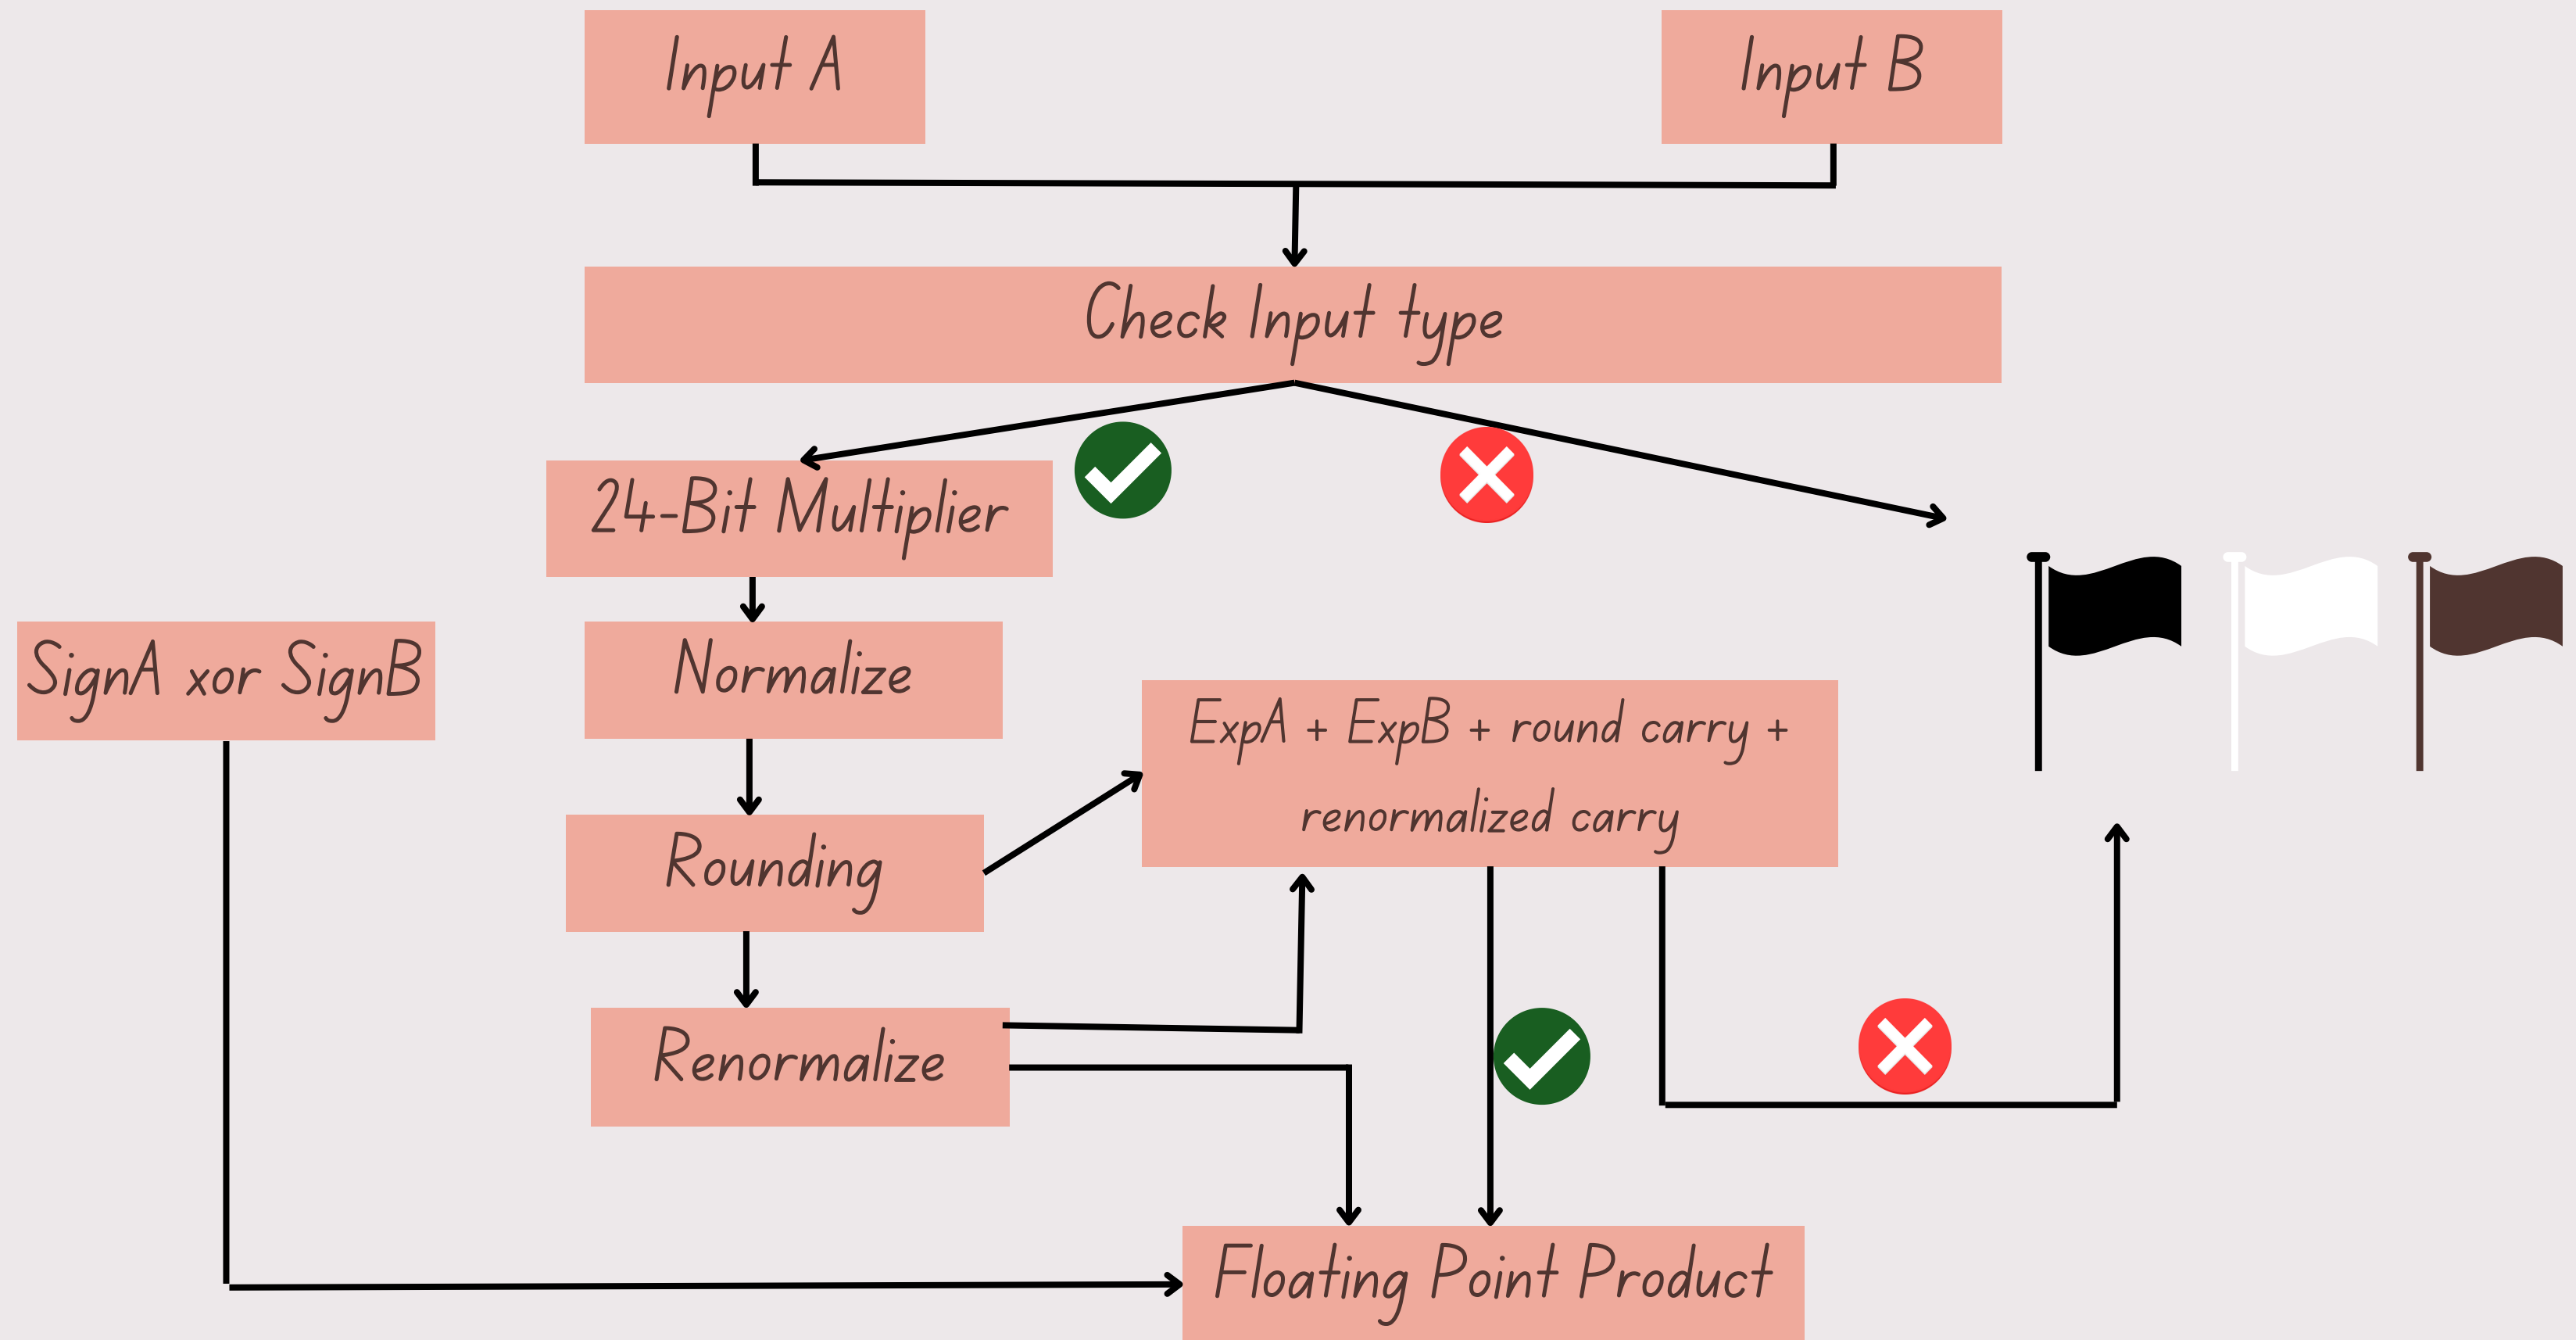 Input A
Input B
Check Input type
24-Bit Multiplier
SignA xor SignB
Normalize
ExpA + ExpB + round carry +
renormalized carry
Rounding
Renormalize
Floating Point Product